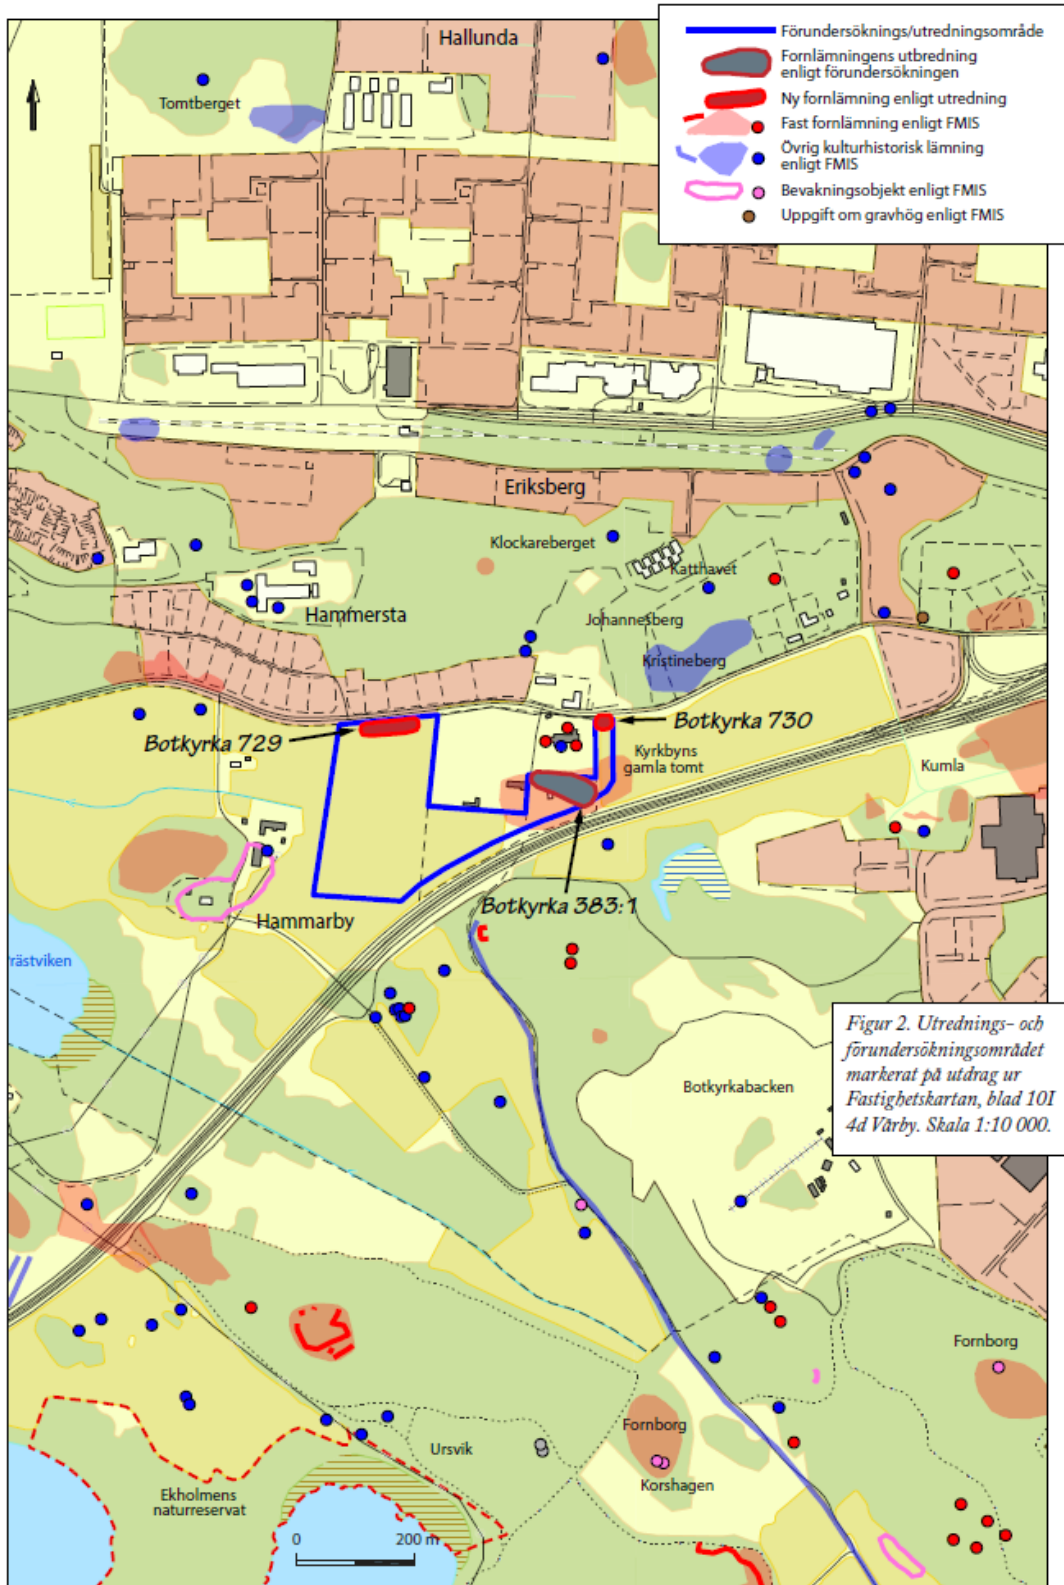 Förundersöknings/utredningsområde
Fornlämningens utbredning
enligt förundersökningen
Ny fornlämning enligt utredning
Fast fornlämning enligt FMIS
Övrig kulturhistorisk lämning
enligt FMIS
Bevakningsobjekt enligt FMIS
Uppgift om gravhög enligt FMIS
Hallunda
Tomtberget
Eriksberg
Klockareberget
Katthavet
Hammersta
Johannesberg
Kristineberg
Botkyrka 729
Botkyrka 730
Kyrkbyns
gamla tomt
Kumla
Botkyrka 383:1
Hammarby
rästviken
Figur 2. Utrednings- och
förundersökningsområdet
markerat på utdrag ur
Fastighetskartan, blad 10I
4d Vårby. Skala 1:10 000.
Botkyrkabacken
Fornborg
Fornborg
Ursvik
Korshagen
Ekholmens
naturreservat
0 200 m